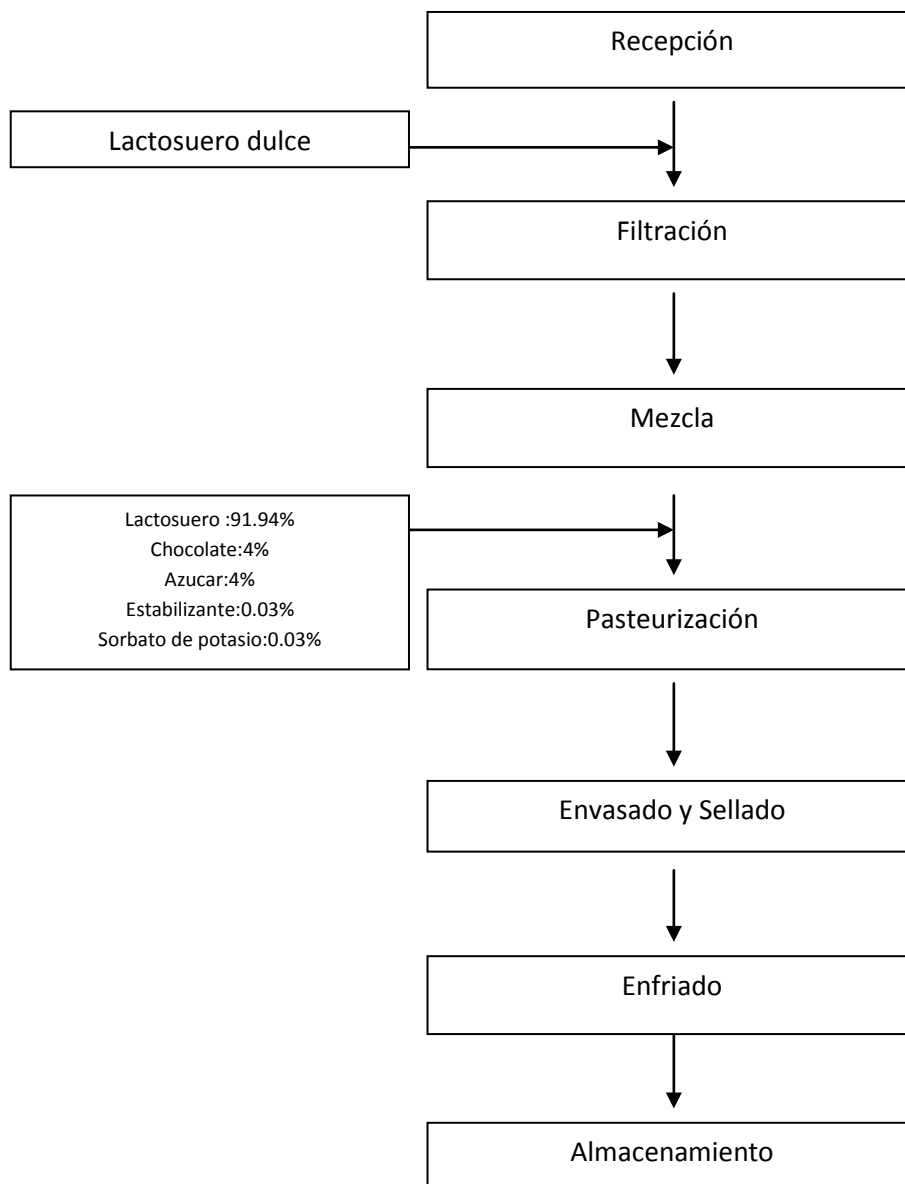 Recepción
Lactosuero dulce
Filtración
Mezcla
Lactosuero :91.94%
Chocolate:4%
Azucar:4%
Estabilizante:0.03%
Sorbato de potasio:0.03%
Pasteurización
Envasado y Sellado
Enfriado
Almacenamiento